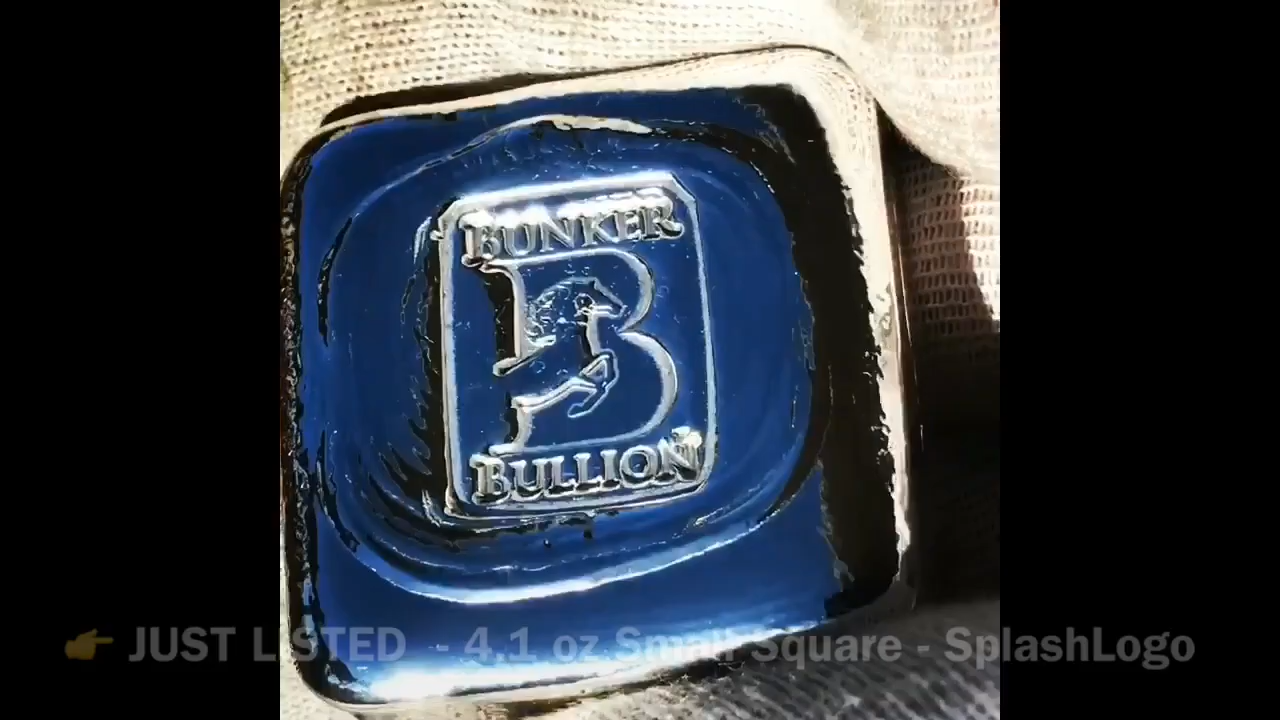 BUNKER
B
BULLION
👉 JUST LISTED - 4.1 oz Small Square - SplashLogo